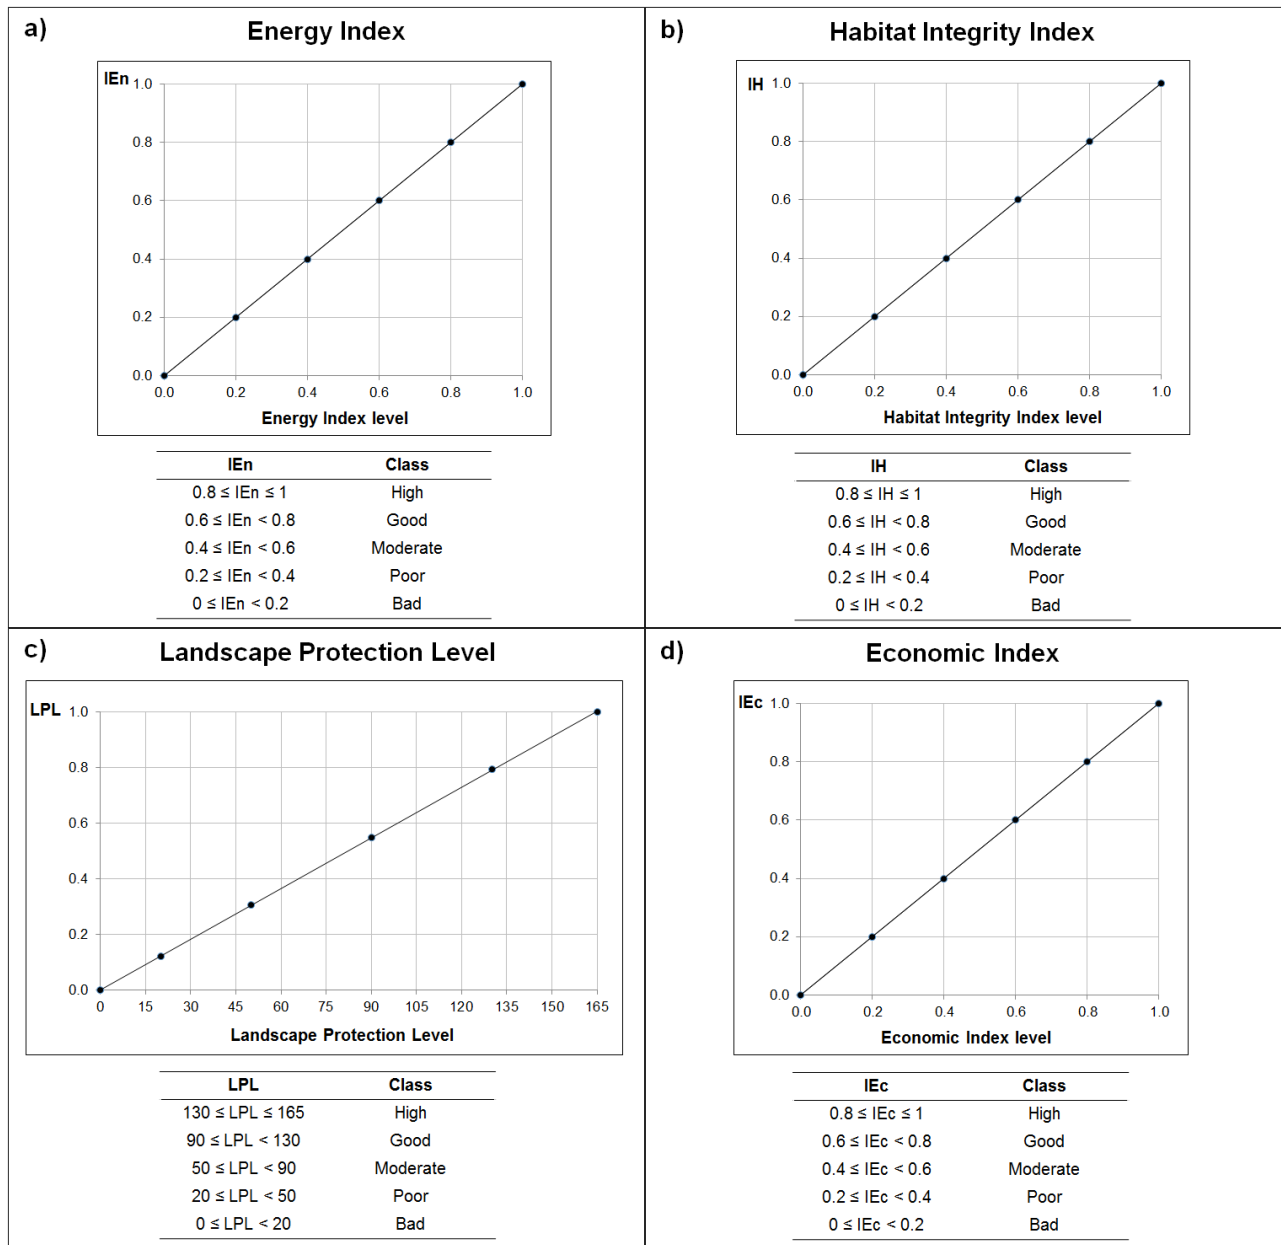 a) Energy Index
IEn
1.0
0.8
0.6
0.4
0.2
0.0
0.0 0.2 0.4 0.6 0.8 1.0
Energy Index level
IEn Class
0.8 ≤ IEn ≤ 1 High
0.6 ≤ IEn < 0.8 Good
0.4 ≤ IEn < 0.6 Moderate
0.2 ≤ IEn < 0.4 Poor
0 ≤ IEn < 0.2 Bad
b) Habitat Integrity Index
IH
1.0
0.8
0.6
0.4
0.2
0.0
0.0 0.2 0.4 0.6 0.8 1.0
Habitat Integrity Index level
IH Class
0.8 ≤ IH ≤ 1 High
0.6 ≤ IH < 0.8 Good
0.4 ≤ IH < 0.6 Moderate
0.2 ≤ IH < 0.4 Poor
0 ≤ IH < 0.2 Bad
c) Landscape Protection Level
LPL
1.0
0.8
0.6
0.4
0.2
0.0
0 15 30 45 60 75 90 105 120 135 150 165
Landscape Protection Level
LPL Class
130 ≤ LPL ≤ 165 High
90 ≤ LPL < 130 Good
50 ≤ LPL < 90 Moderate
20 ≤ LPL < 50 Poor
0 ≤ LPL < 20 Bad
d) Economic Index
IEc
1.0
0.8
0.6
0.4
0.2
0.0
0.0 0.2 0.4 0.6 0.8 1.0
Economic Index level
IEc Class
0.8 ≤ IEc ≤ 1 High
0.6 ≤ IEc < 0.8 Good
0.4 ≤ IEc < 0.6 Moderate
0.2 ≤ IEc < 0.4 Poor
0 ≤ IEc < 0.2 Bad